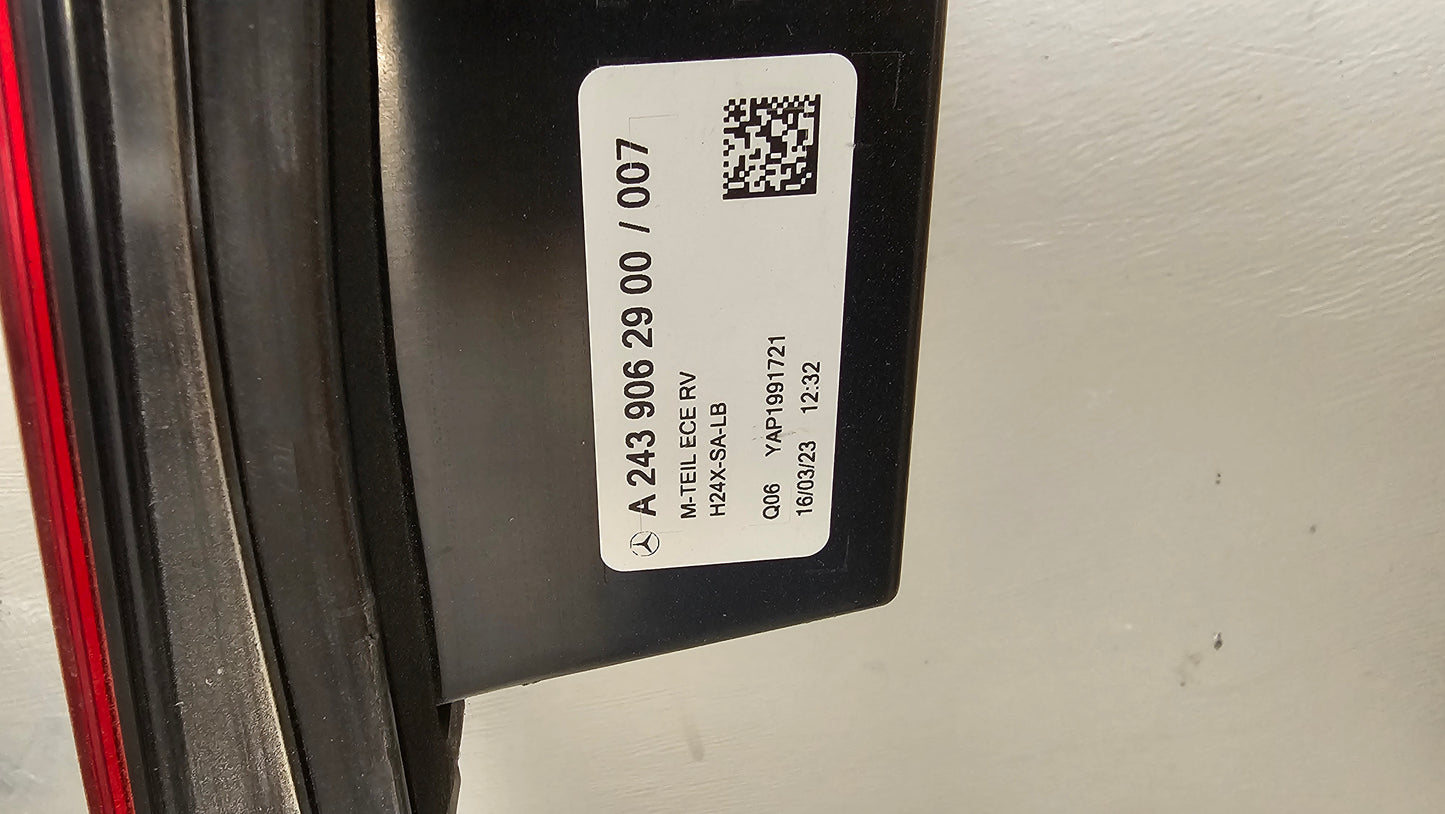 A 243 906 29 00 / 007
M-TEIL ECE RV
H24X-SA-LB
Q06 YAP1991721
16/03/23 12:32